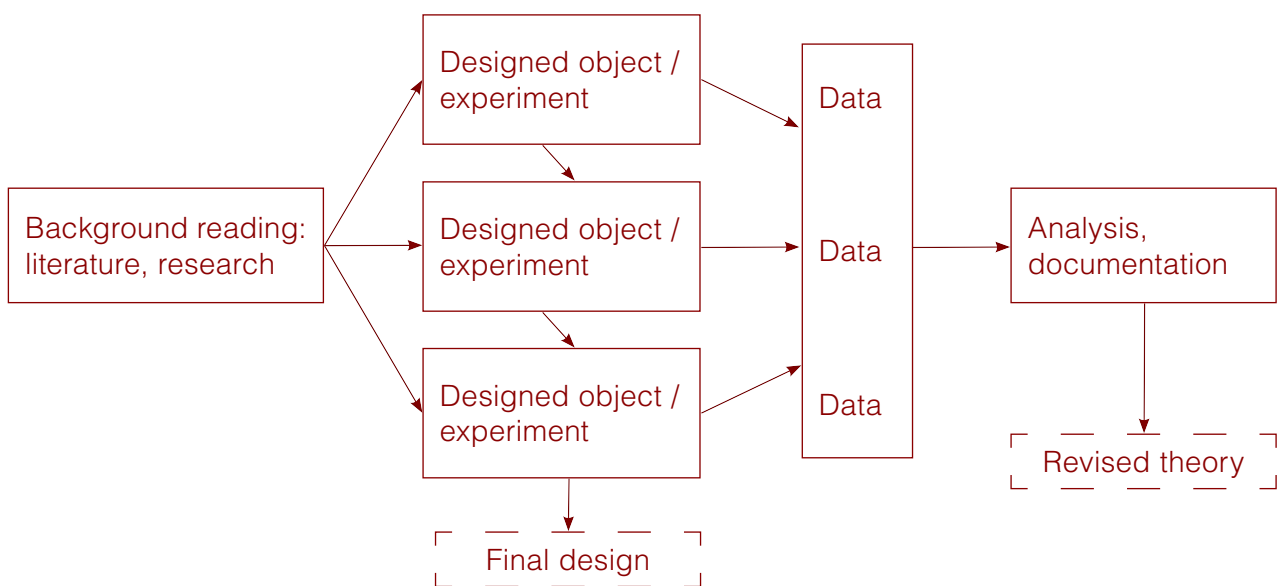 Background reading:
literature, research
Designed object /
experiment
Designed object /
experiment
Designed object /
experiment
Final design
Data
Data
Data
Analysis,
documentation
Revised theory